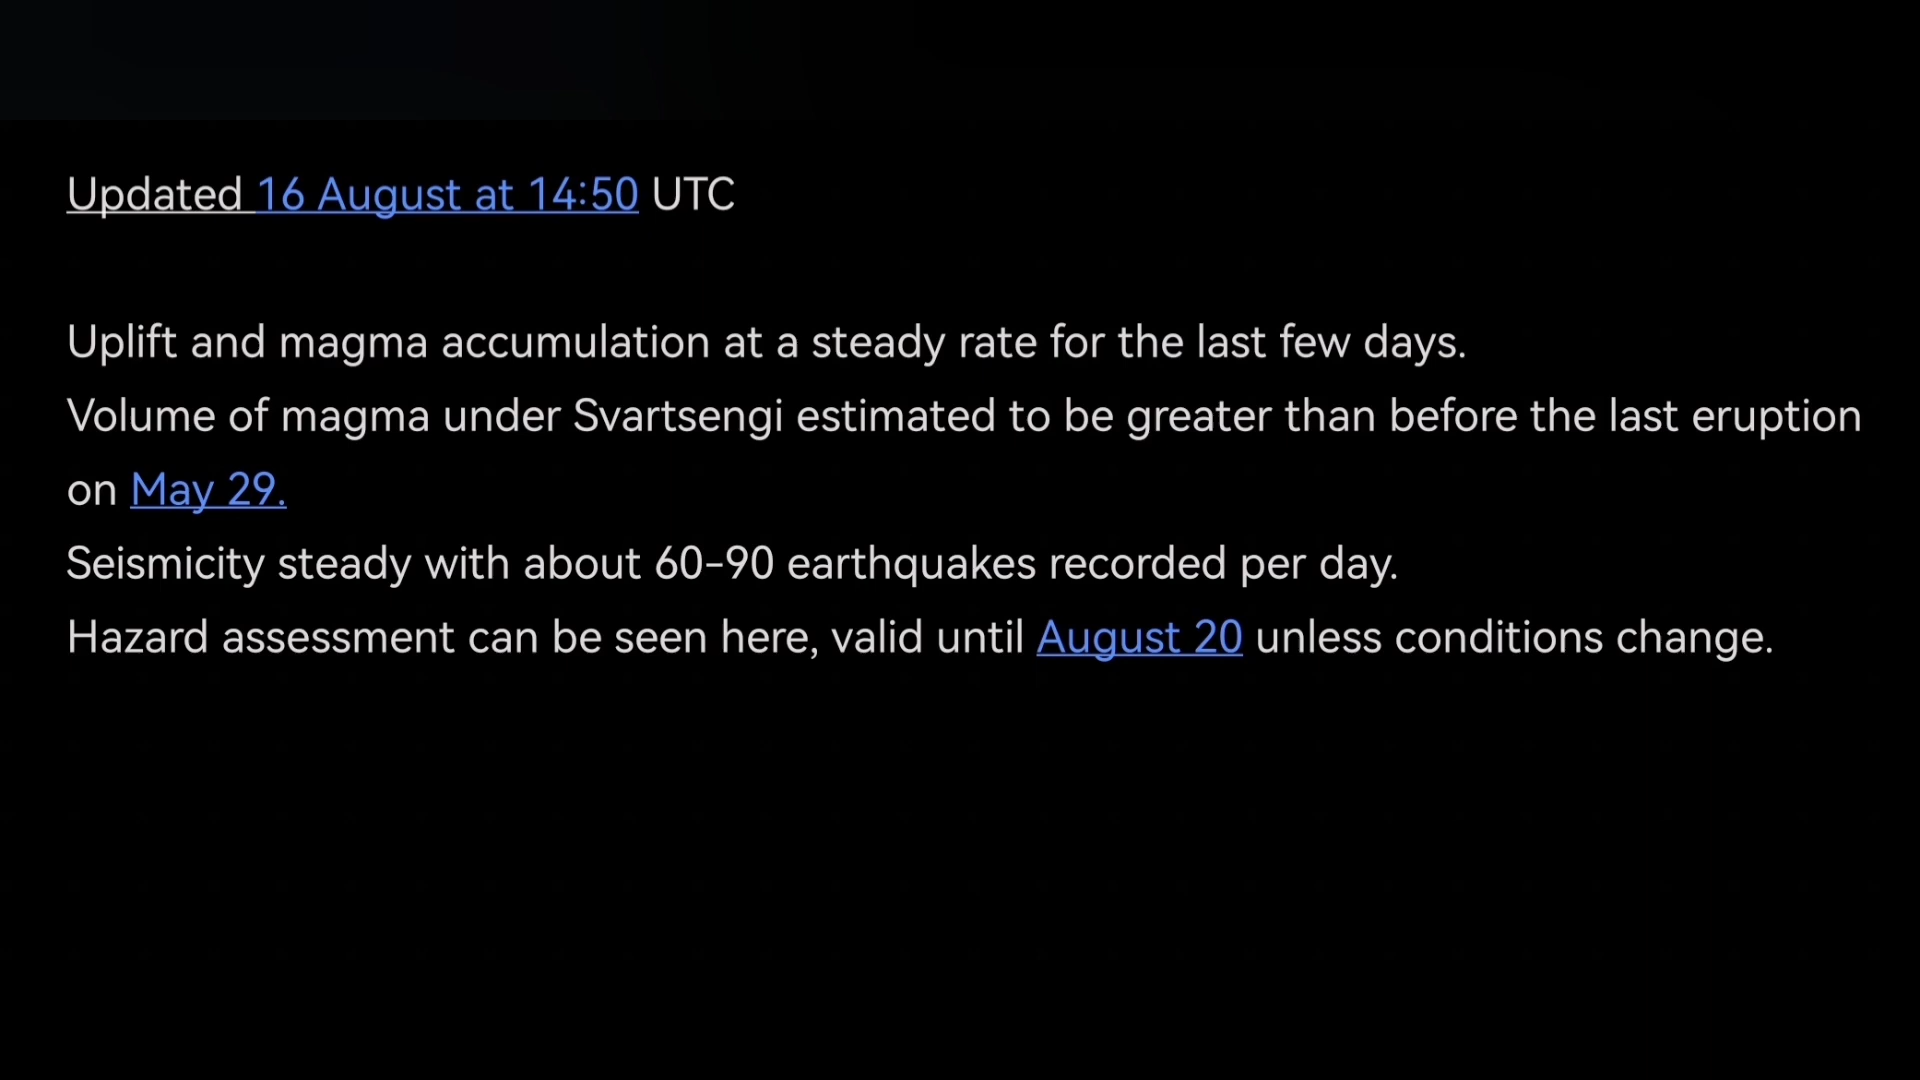 Updated 16 August at 14:50 UTC
Uplift and magma accumulation at a steady rate for the last few days.
Volume of magma under Svartsengi estimated to be greater than before the last eruption
on May 29.
Seismicity steady with about 60-90 earthquakes recorded per day.
Hazard assessment can be seen here, valid until August 20 unless conditions change.